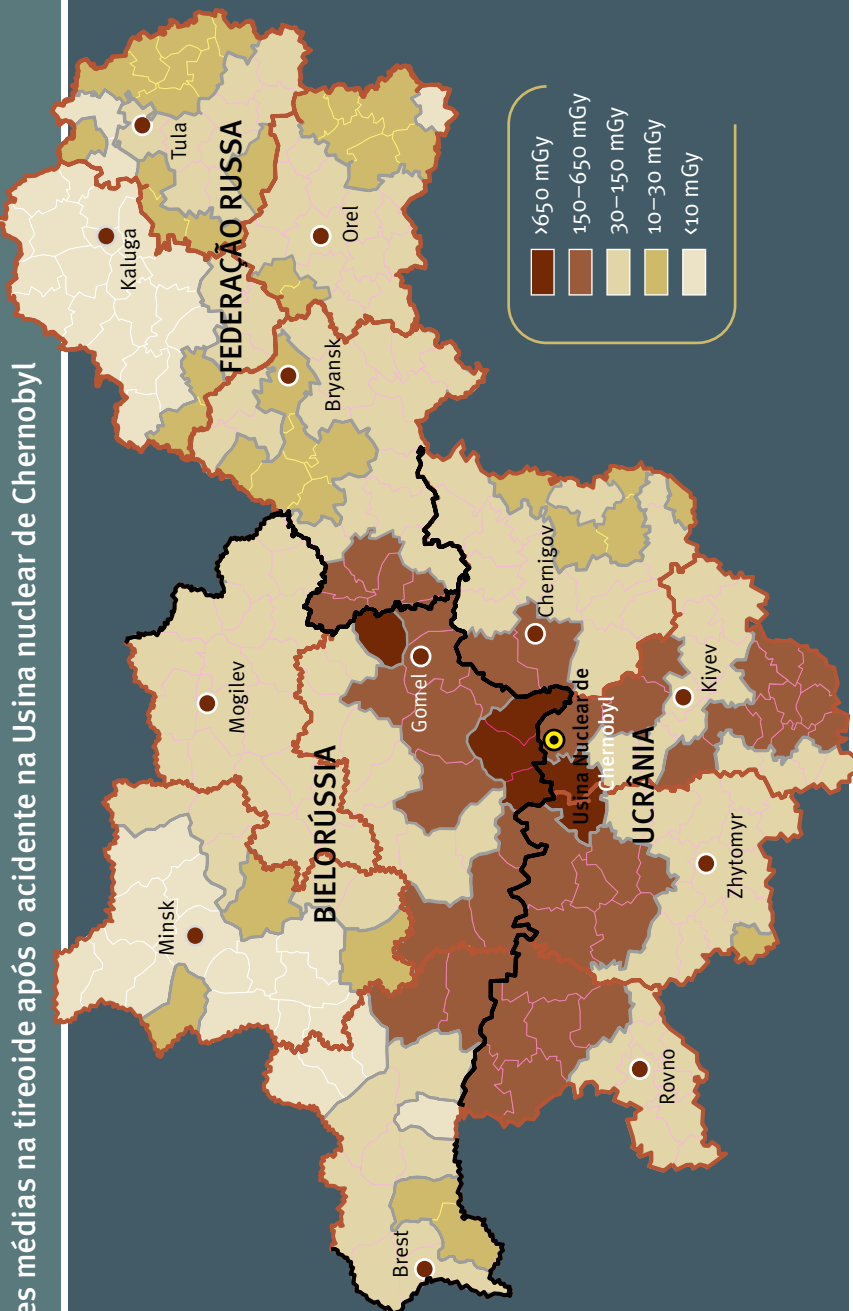 es médias na tireoide após o acidente na Usina nuclear de Chernobyl
FEDERAÇÃO RUSSA
Kaluga
Tula
Orel
Bryansk
BIELORÚSSIA
Minsk
Mogilev
Gomel
Brest
UCRÂNIA
Chernigov
Usina Nuclear de
Chernobyl
Kiyev
Zhytomyr
Rovno
>650 mGy
150–650 mGy
30–150 mGy
10–30 mGy
<10 mGy